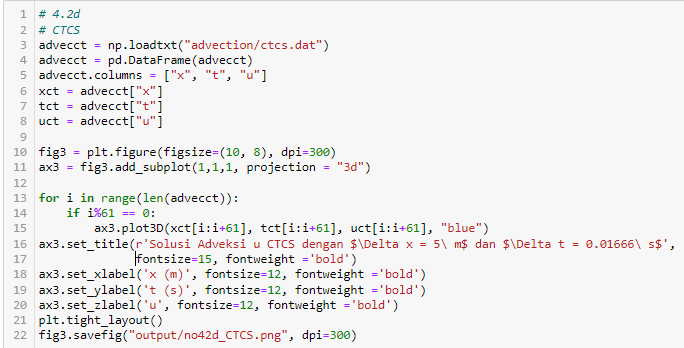 1 # 4.2d
2 # CTCS
3 advecct = np.loadtxt("advection/ctcs.dat")
4 advecct = pd.DataFrame(advecct)
5 advecct.columns = ["x", "t", "u"]
6 xct = advecct["x"]
7 tct = advecct["t"]
8 uct = advecct["u"]
9
10 fig3 = plt.figure(figsize=(10, 8), dpi=300)
11 ax3 = fig3.add_subplot(1,1,1, projection = "3d")
12
13 for i in range(len(advecct)):
14     if i%61 == 0:
15         ax3.plot3D(xct[i:i+61], tct[i:i+61], uct[i:i+61], "blue")
16 ax3.set_title(r'Solusi Adveksi u CTCS dengan $\Delta x = 5\ m$ dan $\Delta t = 0.01666\ s$',
17               fontsize=15, fontweight ='bold')
18 ax3.set_xlabel('x (m)', fontsize=12, fontweight ='bold')
19 ax3.set_ylabel('t (s)', fontsize=12, fontweight ='bold')
20 ax3.set_zlabel('u', fontsize=12, fontweight ='bold')
21 plt.tight_layout()
22 fig3.savefig("output/no42d_CTCS.png", dpi=300)